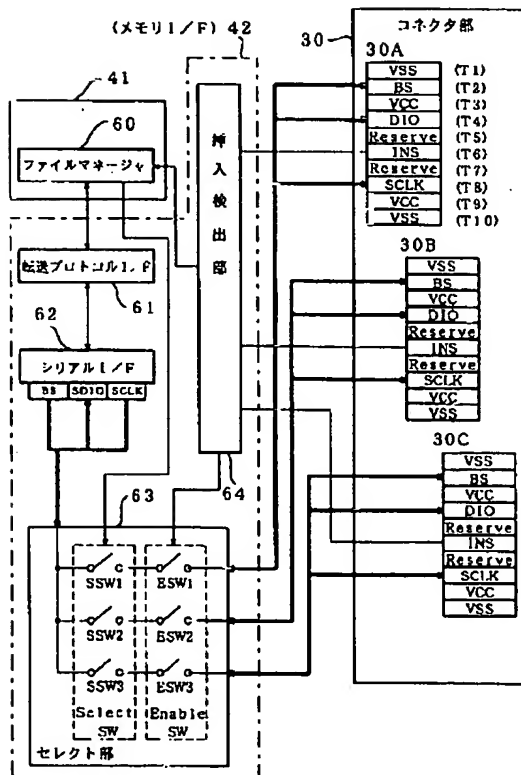 (メモリI/F) 42
30
コネクタ部
41
60
ファイルマネージャ
挿入検出部
転送プロトコルI/F
61
62
シリアルI/F
BS SDIO SCLK
63
64
SSW1 ESW1
SSW2 ESW2
SSW3 ESW3
Select SW
Enable SW
セレクト部
30A
VSS (T1)
BS (T2)
VCC (T3)
DIO (T4)
Reserve (T5)
INS (T6)
Reserve (T7)
SCLK (T8)
VCC (T9)
VSS (T10)
30B
VSS
BS
VCC
DIO
Reserve
INS
Reserve
SCLK
VCC
VSS
30C
VSS
BS
VCC
DIO
Reserve
INS
Reserve
SCLK
VCC
VSS